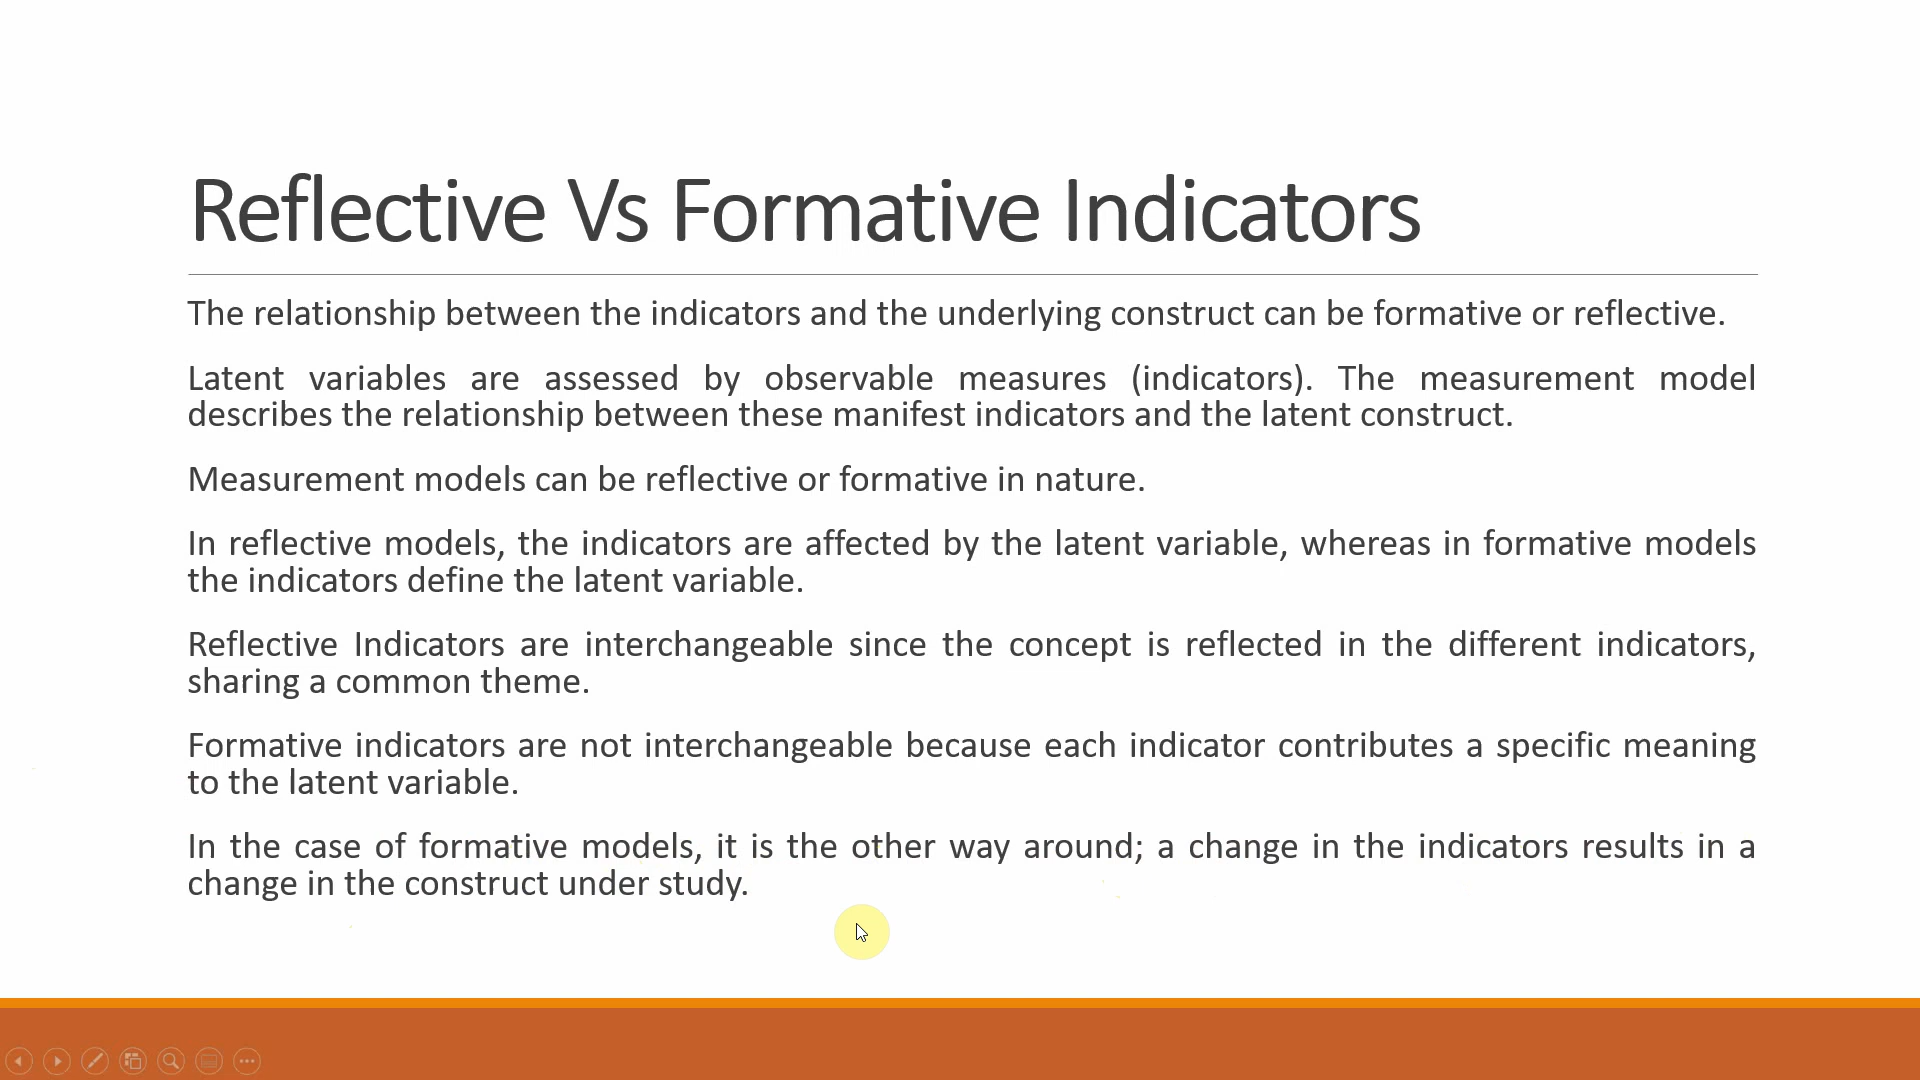 Reflective Vs Formative Indicators
The relationship between the indicators and the underlying construct can be formative or reflective.
Latent variables are assessed by observable measures (indicators). The measurement model
describes the relationship between these manifest indicators and the latent construct.
Measurement models can be reflective or formative in nature.
In reflective models, the indicators are affected by the latent variable, whereas in formative models
the indicators define the latent variable.
Reflective Indicators are interchangeable since the concept is reflected in the different indicators,
sharing a common theme.
Formative indicators are not interchangeable because each indicator contributes a specific meaning
to the latent variable.
In the case of formative models, it is the other way around; a change in the indicators results in a
change in the construct under study.